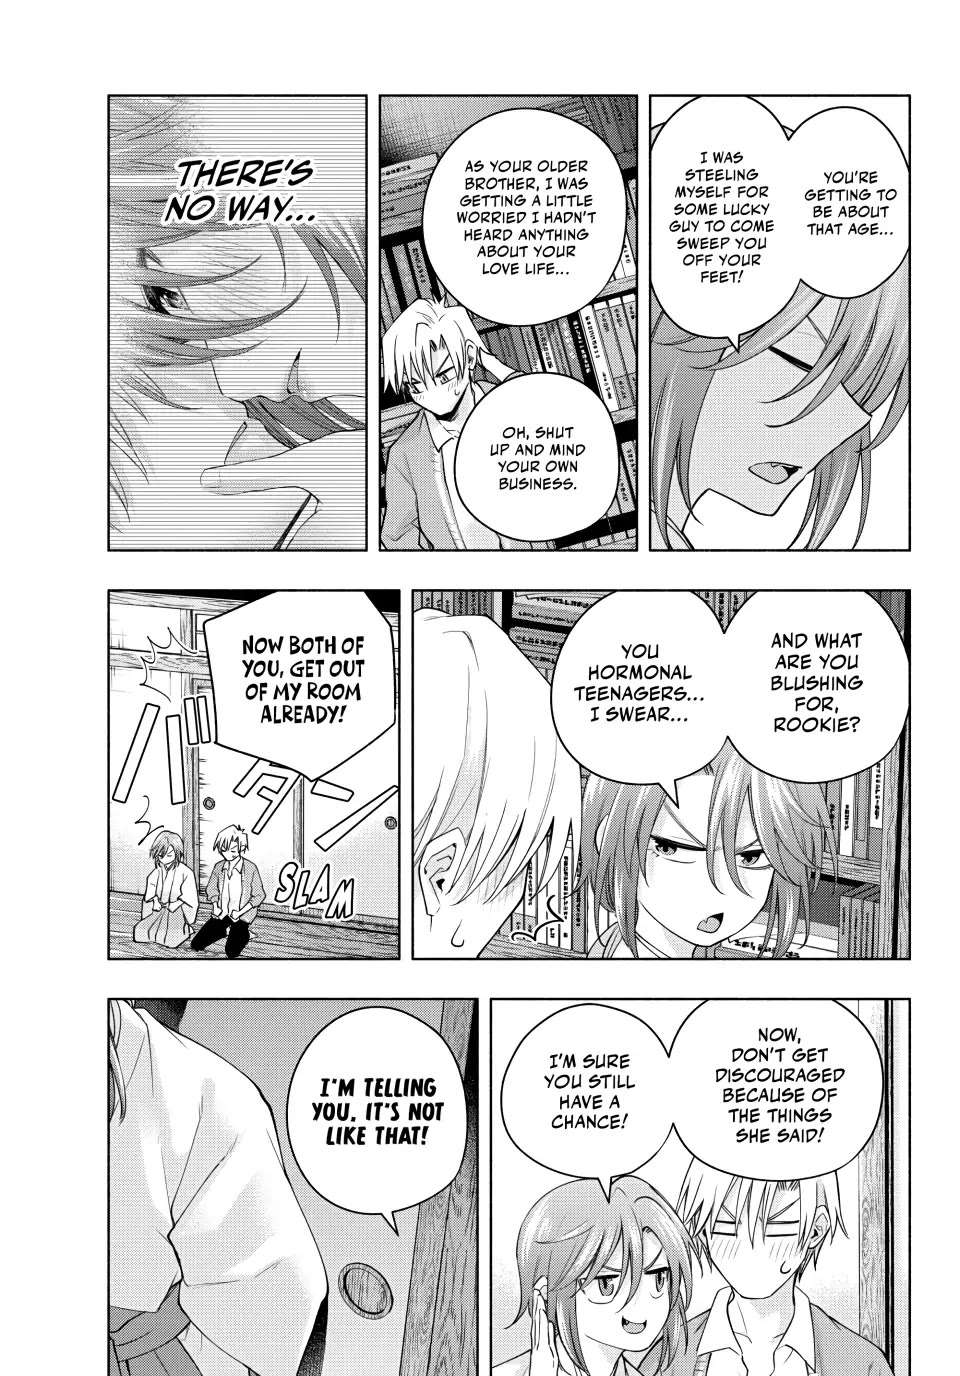 YOU'RE
GETTING TO
BE ABOUT
THAT AGE...
I WAS
STEELING
MYSELF FOR
SOME LUCKY
GUY TO COME
SWEEP YOU
OFF YOUR
FEET!
AS YOUR OLDER
BROTHER, I WAS
GETTING A LITTLE
WORRIED I HADN'T
HEARD ANYTHING
ABOUT YOUR
LOVE LIFE...
OH, SHUT
UP AND MIND
YOUR OWN
BUSINESS.
THERE'S
NO WAY...
AND WHAT
ARE YOU
BLUSHING
FOR,
ROOKIE?
YOU
HORMONAL
TEENAGERS...
I SWEAR...
NOW BOTH OF
YOU, GET OUT
OF MY ROOM
ALREADY!
SLAM
NOW,
DON'T GET
DISCOURAGED
BECAUSE OF
THE THINGS
SHE SAID!
I'M SURE
YOU STILL
HAVE A
CHANCE!
I'M TELLING
YOU, IT'S NOT
LIKE THAT!